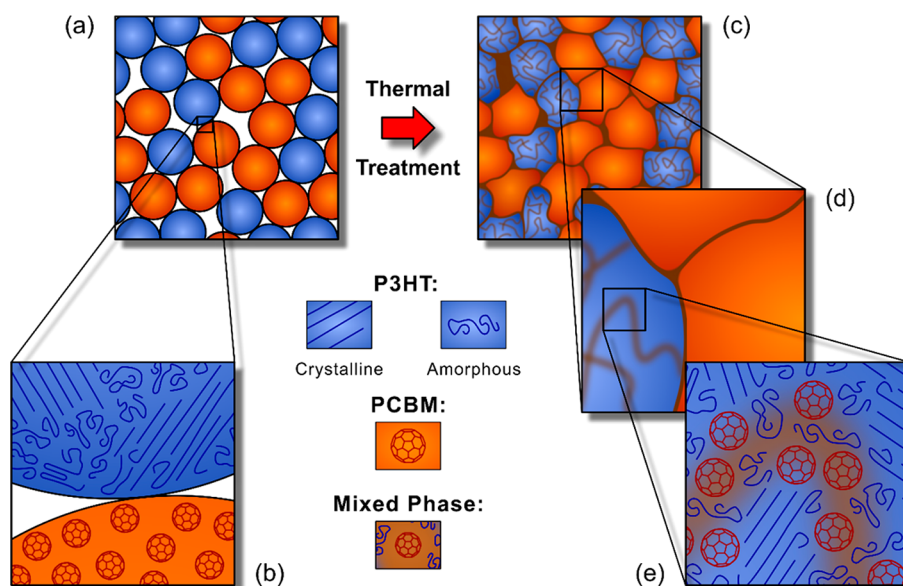 (a)
(c)
Thermal
Treatment
(d)
P3HT:
Crystalline
Amorphous
PCBM:
Mixed Phase:
(b)
(e)